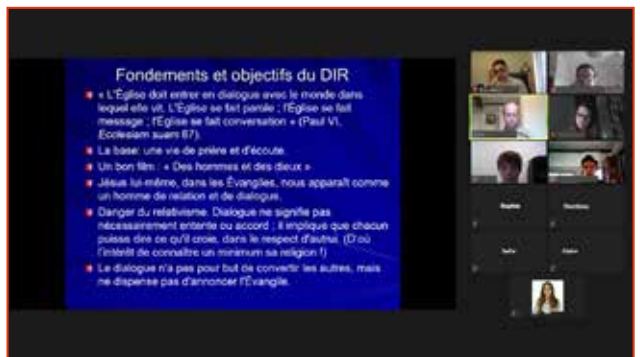 Fondements et objectifs du DIR
« L'Église doit entrer en dialogue avec le monde dans
lequel elle vit. L'Église se fait parole ; l'Église se fait
message ; l'Église se fait conversation » (Paul VI,
Ecclesiam suam 67).
La base: une vie de prière et d'écoute.
Un bon film : « Des hommes et des dieux »
Jésus lui-même, dans les Évangiles, nous apparaît comme
un homme de relation et de dialogue.
Danger du relativisme. Dialogue ne signifie pas
nécessairement entente ou accord ; il implique que chacun
puisse dire ce qu'il croie, dans le respect d'autrui. (D'où
l'intérêt de connaître un minimum sa religion !)
Le dialogue n'a pas pour but de convertir les autres, mais
ne dispense pas d'annoncer l'Évangile.
Sophie